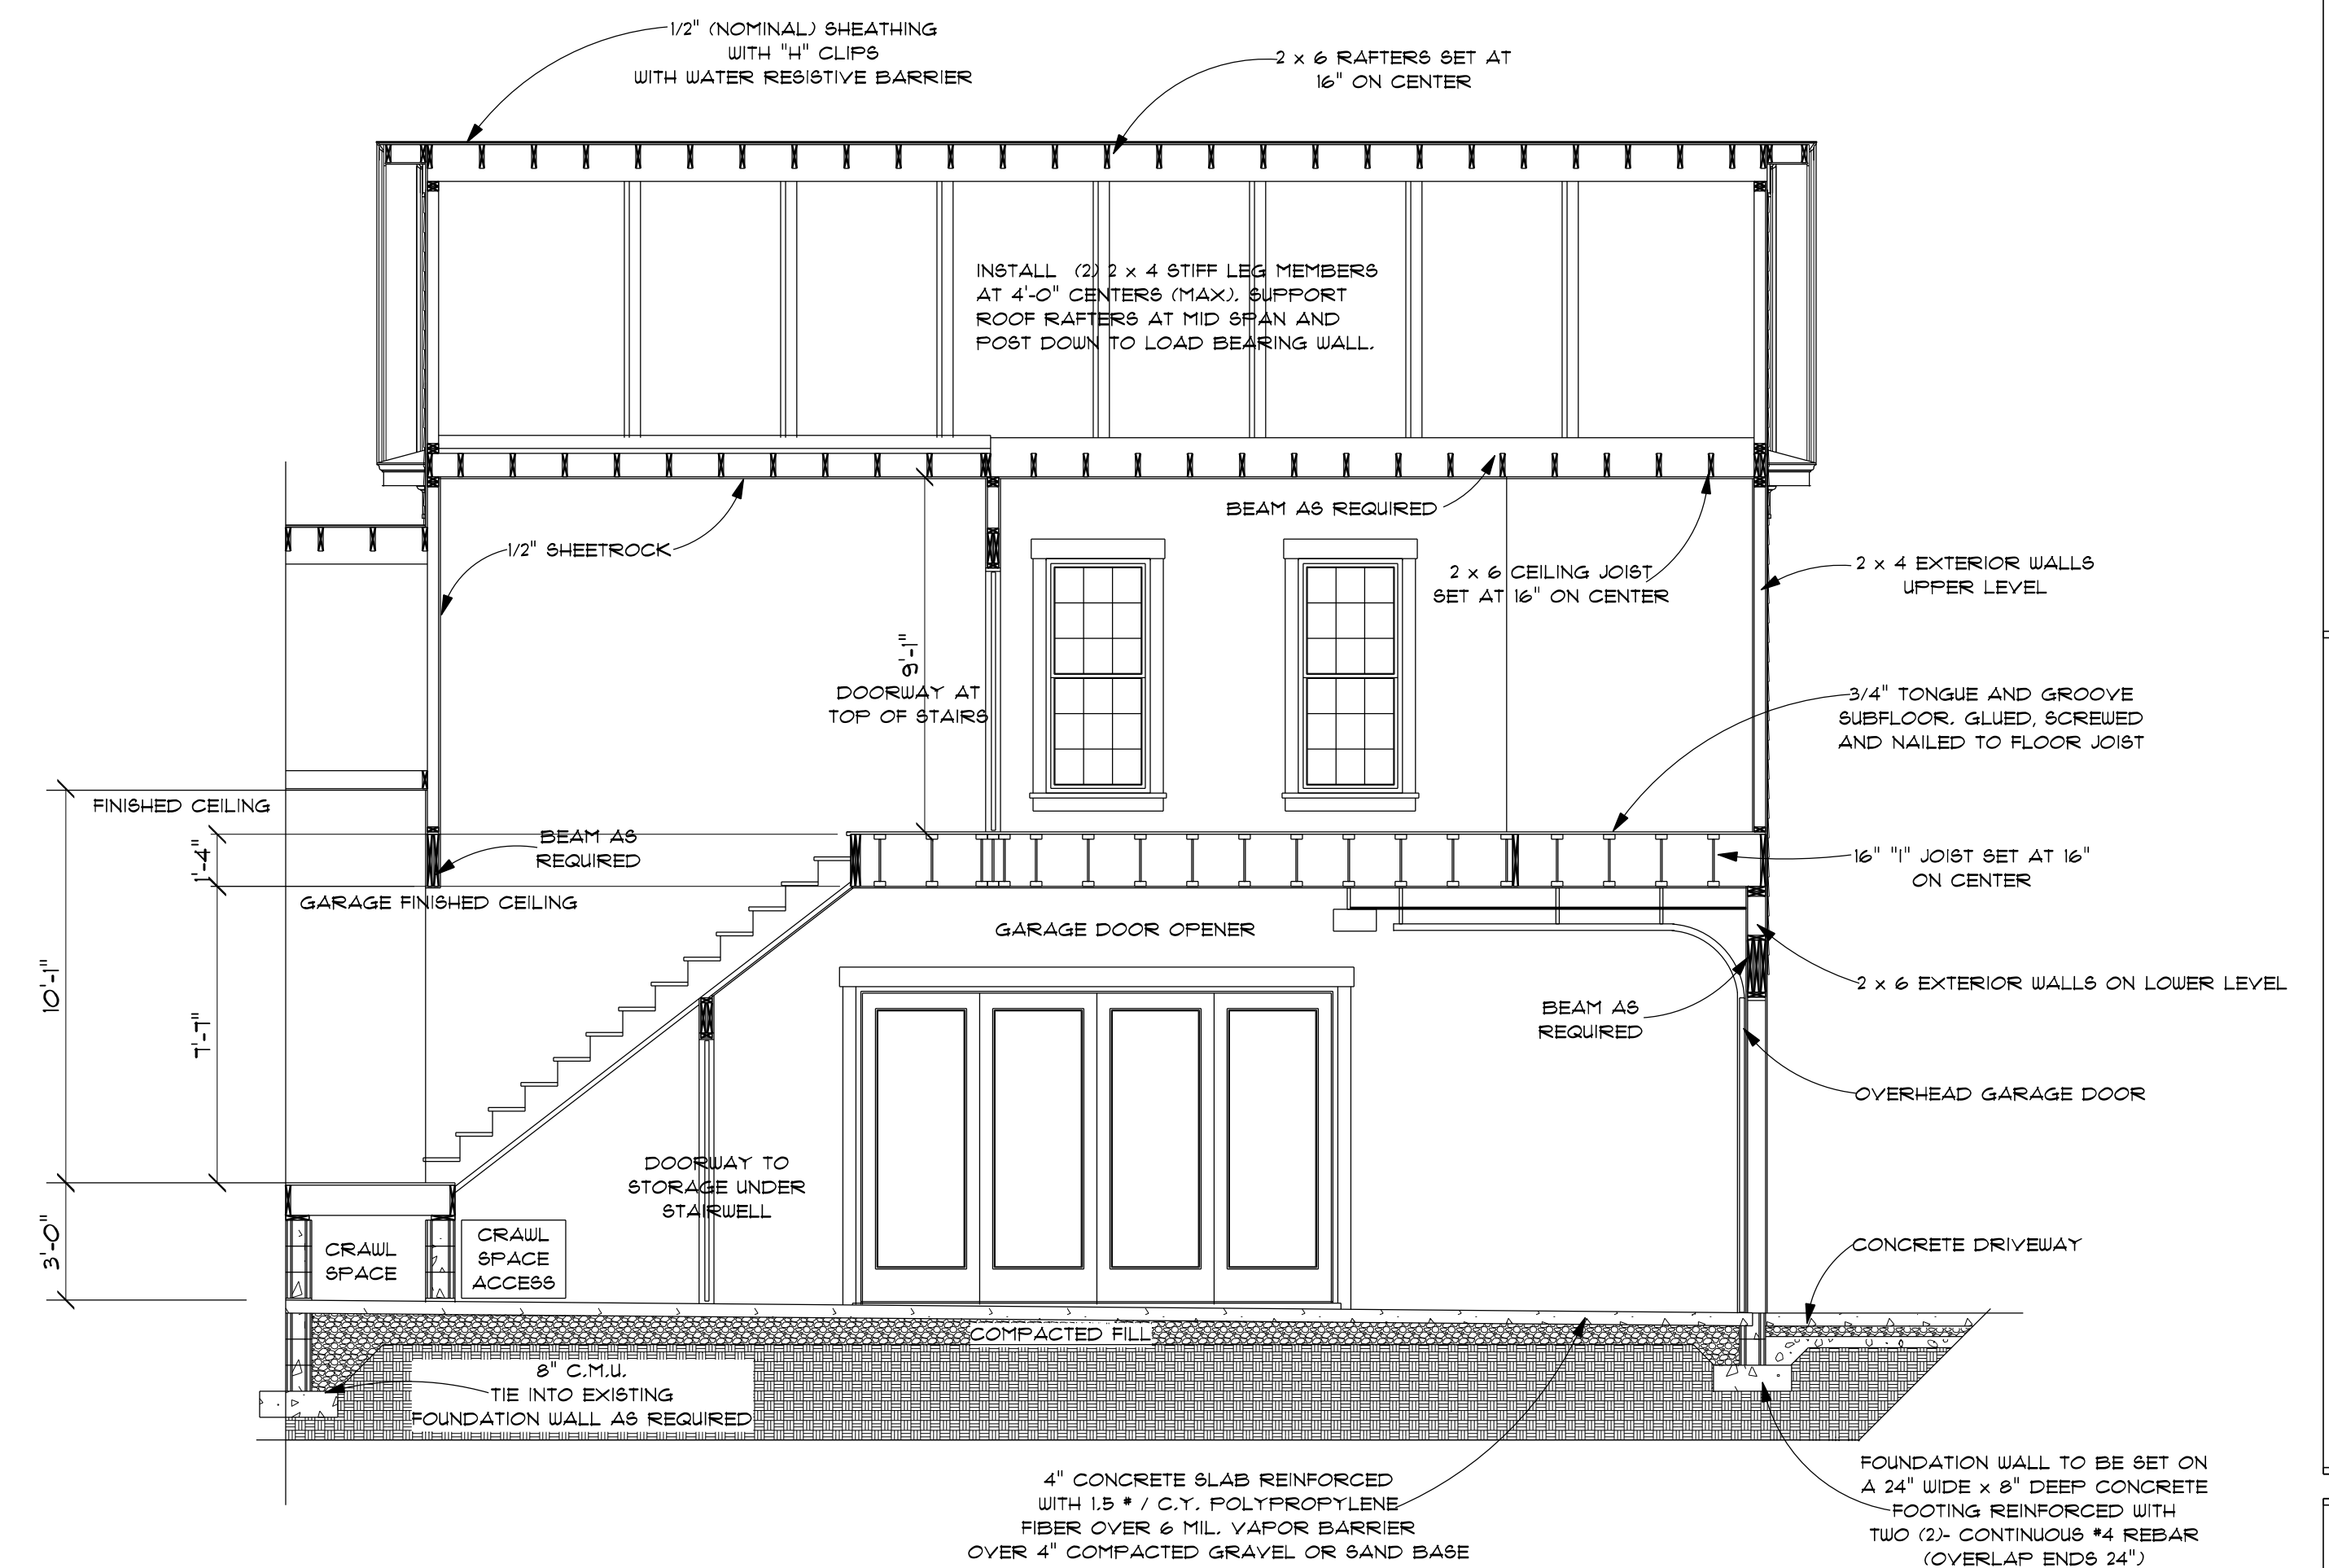 1/2" (NOMINAL) SHEATHING
WITH "H" CLIPS
WITH WATER RESISTIVE BARRIER
2 x 6 RAFTERS SET AT
16" ON CENTER
INSTALL (2) 2 x 4 STIFF LEG MEMBERS
AT 4'-0" CENTERS (MAX). SUPPORT
ROOF RAFTERS AT MID SPAN AND
POST DOWN TO LOAD BEARING WALL.
BEAM AS REQUIRED
1/2" SHEETROCK
2 x 6 CEILING JOIST
SET AT 16" ON CENTER
2 x 4 EXTERIOR WALLS
UPPER LEVEL
9'-1"
DOORWAY AT
TOP OF STAIRS
3/4" TONGUE AND GROOVE
SUBFLOOR. GLUED, SCREWED
AND NAILED TO FLOOR JOIST
FINISHED CEILING
1'-4"
BEAM AS
REQUIRED
16" "I" JOIST SET AT 16"
ON CENTER
GARAGE FINISHED CEILING
GARAGE DOOR OPENER
10'-1"
7'-7"
2 x 6 EXTERIOR WALLS ON LOWER LEVEL
BEAM AS
REQUIRED
OVERHEAD GARAGE DOOR
DOORWAY TO
STORAGE UNDER
STAIRWELL
3'-0"
CRAWL
SPACE
CRAWL
SPACE
ACCESS
CONCRETE DRIVEWAY
COMPACTED FILL
8" C.M.U.
TIE INTO EXISTING
FOUNDATION WALL AS REQUIRED
4" CONCRETE SLAB REINFORCED
WITH 1.5 # / C.Y. POLYPROPYLENE
FIBER OVER 6 MIL. VAPOR BARRIER
OVER 4" COMPACTED GRAVEL OR SAND BASE
FOUNDATION WALL TO BE SET ON
A 24" WIDE x 8" DEEP CONCRETE
FOOTING REINFORCED WITH
TWO (2)- CONTINUOUS #4 REBAR
(OVERLAP ENDS 24")